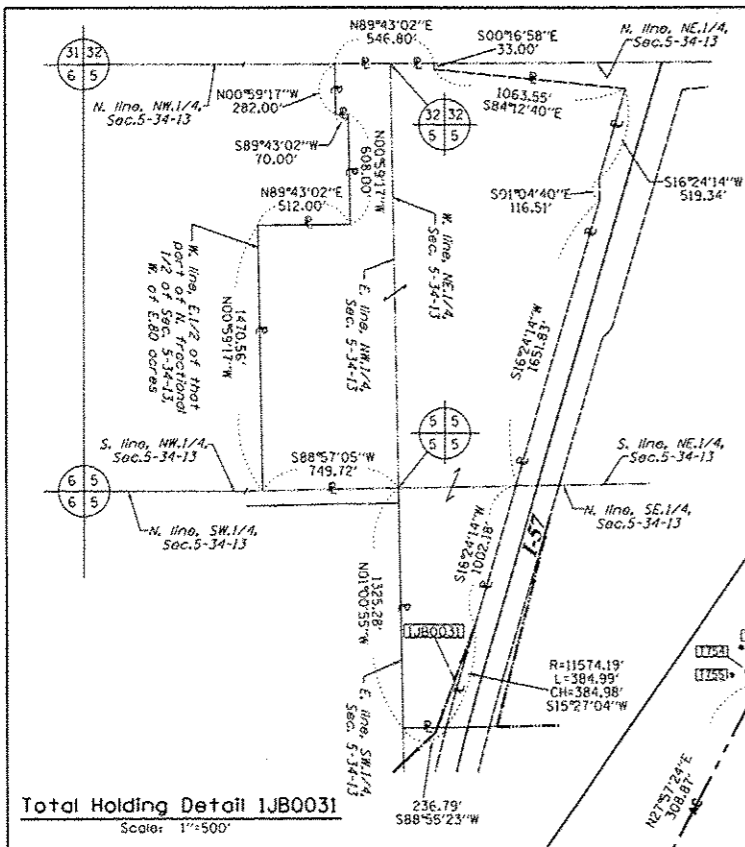 N89°43'02"E
546.80'
S00°16'58"E
33.00'
N. line, NE.1/4,
Sec.5-34-13
31 32
6 5
N. line, NW.1/4,
Sec.5-34-13
N00°59'17"W
282.00'
1063.55'
S84°12'40"E
32 32
5 5
S89°43'02"W
70.00'
N00°59'17"W
608.00'
S16°24'14"W
519.34'
S01°04'40"E
116.51'
N89°43'02"E
512.00'
W. line, NE.1/4,
Sec. 5-34-13
E. line, NW.1/4,
Sec. 5-34-13
W. line, E.1/2 of that
part of N. fractional
1/2 of Sec. 5-34-13,
W. of E.80 acres
1470.56'
N00°59'17"W
S16°24'14"W
1651.83'
5 5
5 5
S. line, NW.1/4,
Sec.5-34-13
S88°57'05"W
749.72'
S. line, NE.1/4,
Sec.5-34-13
6 5
6 5
N. line, SW.1/4,
Sec.5-34-13
N. line, SE.1/4,
Sec.5-34-13
S16°24'14"W
1002.18'
I-57
1325.28'
N01°00'55"W
1JB0031
E. line, SW.1/4,
Sec. 5-34-13
R=11574.19'
L=384.99'
CH=384.98'
S15°27'04"W
1754
1755
N27°57'24"E
308.87'
AC
236.79'
S88°55'23"W
Total Holding Detail 1JB0031
Scale: 1"=500'